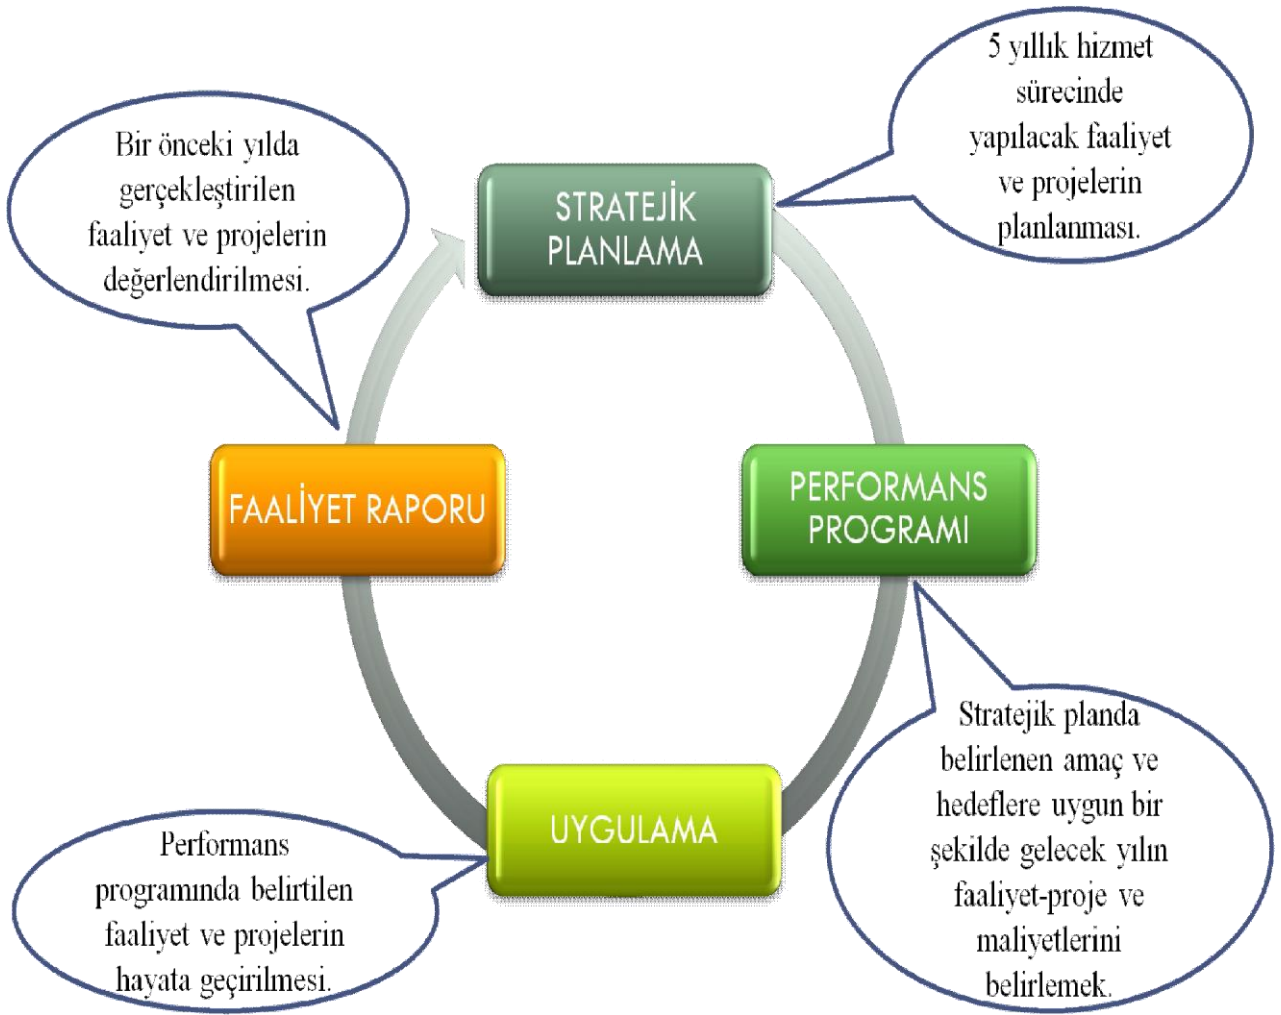 5 yıllık hizmet
sürecinde
yapılacak faaliyet
ve projelerin
planlanması.
Bir önceki yılda
gerçekleştirilen
faaliyet ve projelerin
değerlendirilmesi.
STRATEJİK
PLANLAMA
FAALİYET RAPORU
PERFORMANS
PROGRAMI
UYGULAMA
Stratejik planda
belirlenen amaç ve
hedeflere uygun bir
şekilde gelecek yılın
faaliyet-proje ve
maliyetlerini
belirlemek.
Performans
programında belirtilen
faaliyet ve projelerin
hayata geçirilmesi.